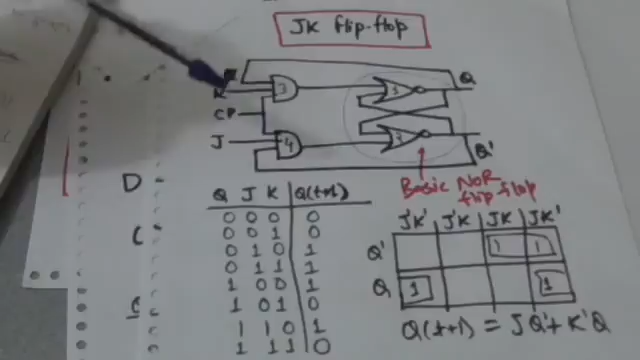 JK flip-flop
K
Q
3
1
CP
J
4
2
Q'
Basic NOR
flip flop
D
Q J K Q(t+1)
0 0 0 0
0 0 1 0
0 1 0 1
0 1 1 1
1 0 0 1
1 0 1 0
1 1 0 1
1 1 1 0
J'K' J'K JK JK'
Q' 1 1
Q 1 1
Q(t+1) = JQ' + K'Q